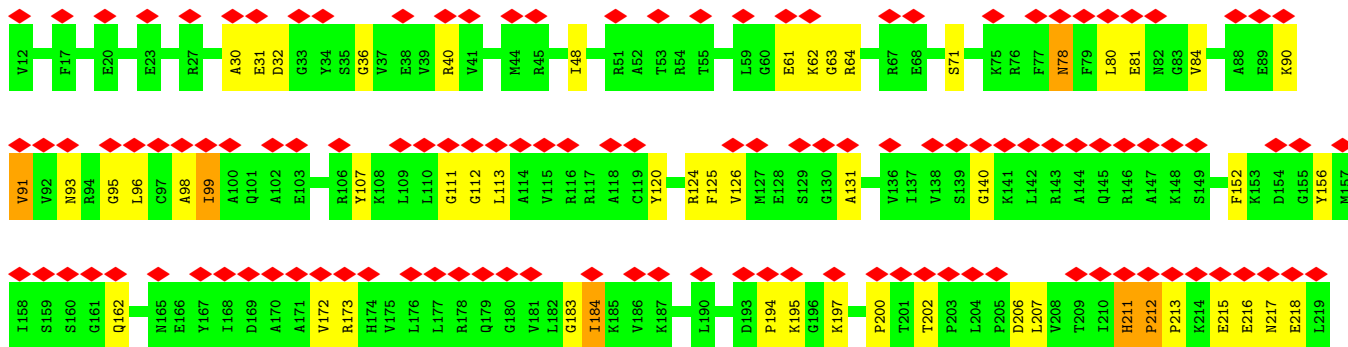 V12 F17 E20 E23 R27 A30 E31 D32 G33 Y34 S35 G36 V37 E38 V39 R40 V41 M44 R45 I48 R51 A52 T53 R54 T55 L59 G60 E61 K62 G63 R64 R67 E68 S71 K75 R76 F77 N78 F79 L80 E81 N82 G83 V84 A88 E89 K90
V91 V92 N93 R94 G95 L96 C97 A98 I99 A100 Q101 A102 E103 R106 Y107 K108 L109 L110 G111 G112 L113 A114 V115 R116 R117 A118 C119 Y120 R124 F125 V126 M127 E128 S129 G130 A131 V136 I137 V138 S139 G140 K141 L142 R143 A144 Q145 R146 A147 K148 S149 F152 K153 D154 G155 Y156 M157
I158 S159 S160 G161 Q162 N165 E166 Y167 I168 D169 A170 A171 V172 R173 H174 V175 L176 L177 R178 Q179 G180 V181 L182 G183 I184 K185 V186 K187 L190 D193 P194 K195 G196 K197 P200 T201 T202 P203 L204 P205 D206 L207 V208 T209 I210 H211 P212 P213 K214 E215 E216 N217 E218 L219